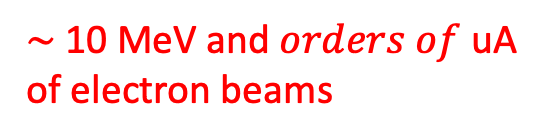 ~ 10 MeV and orders of uA
of electron beams